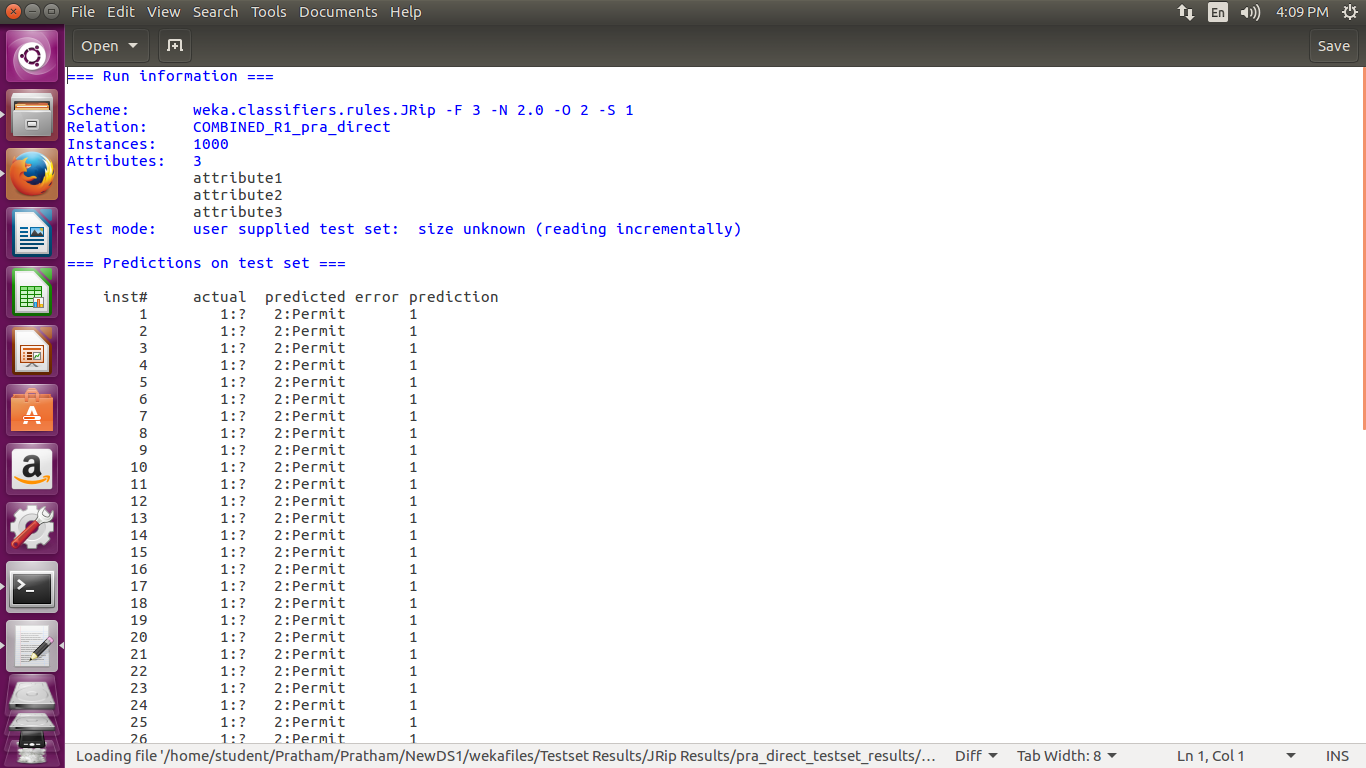 File Edit View Search Tools Documents Help En 4:09 PM
Open Save
=== Run information ===
Scheme: weka.classifiers.rules.JRip -F 3 -N 2.0 -O 2 -S 1
Relation: COMBINED_R1_pra_direct
Instances: 1000
Attributes: 3
attribute1
attribute2
attribute3
Test mode: user supplied test set: size unknown (reading incrementally)
=== Predictions on test set ===
inst# actual predicted error prediction
1 1:? 2:Permit 1
2 1:? 2:Permit 1
3 1:? 2:Permit 1
4 1:? 2:Permit 1
5 1:? 2:Permit 1
6 1:? 2:Permit 1
7 1:? 2:Permit 1
8 1:? 2:Permit 1
9 1:? 2:Permit 1
10 1:? 2:Permit 1
11 1:? 2:Permit 1
12 1:? 2:Permit 1
13 1:? 2:Permit 1
14 1:? 2:Permit 1
15 1:? 2:Permit 1
16 1:? 2:Permit 1
17 1:? 2:Permit 1
18 1:? 2:Permit 1
19 1:? 2:Permit 1
20 1:? 2:Permit 1
21 1:? 2:Permit 1
22 1:? 2:Permit 1
23 1:? 2:Permit 1
24 1:? 2:Permit 1
25 1:? 2:Permit 1
26 1:? 2:Permit 1
Loading file '/home/student/Pratham/Pratham/NewDS1/wekafiles/Testset Results/JRip Results/pra_direct_testset_results/... Diff Tab Width: 8 Ln 1, Col 1 INS